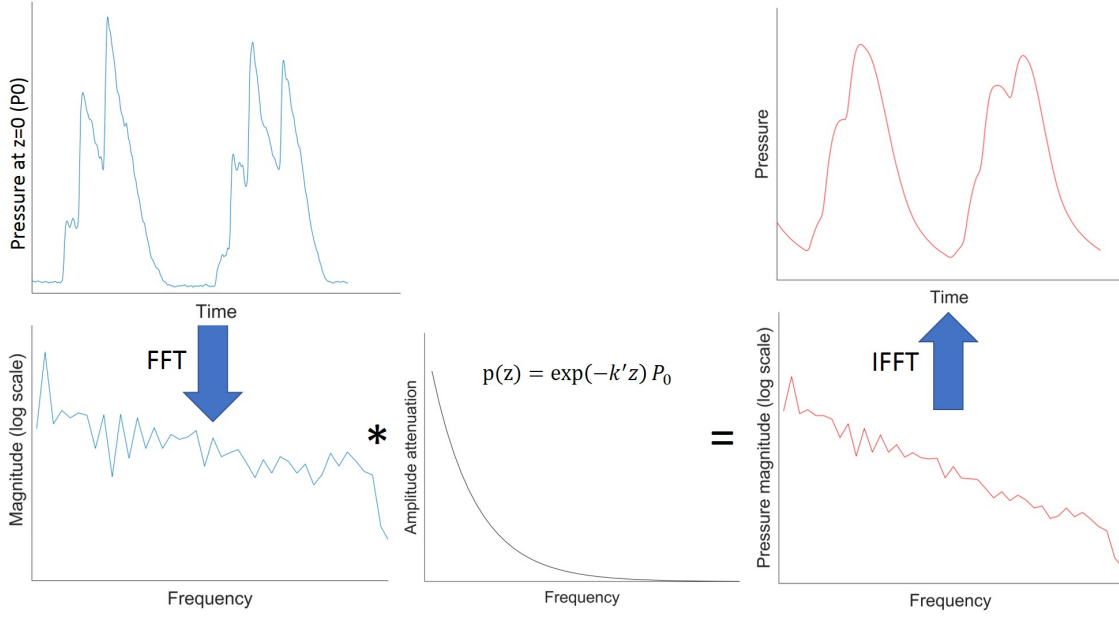 Pressure at z=0 (P0)
Time
Pressure
Time
FFT
Magnitude (log scale)
Frequency
*
p(z) = exp(−k′z) P₀
Amplitude attenuation
Frequency
=
IFFT
Pressure magnitude (log scale)
Frequency